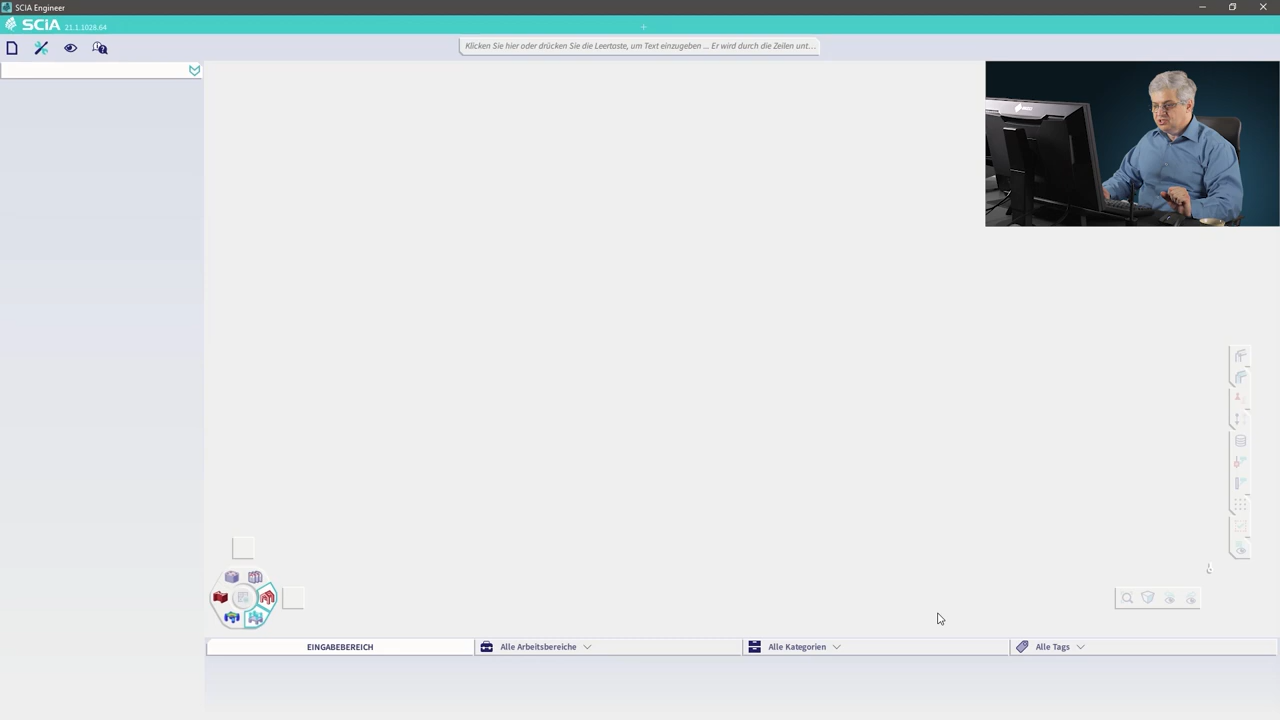 SCIA Engineer
SCIA 21.1.1028.64
Klicken Sie hier oder drücken Sie die Leertaste, um Text einzugeben ... Er wird durch die Zeilen unt...
EINGABEBEREICH
Alle Arbeitsbereiche
Alle Kategorien
Alle Tags